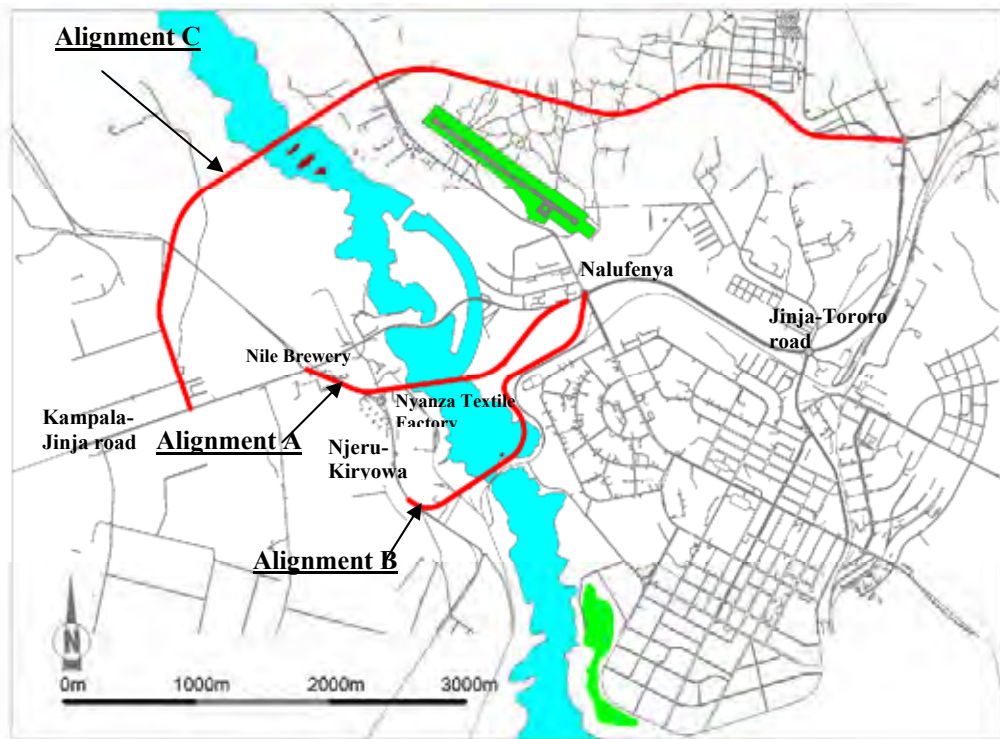 Alignment C
Nalufenya
Jinja-Tororo
road
Nile Brewery
Nyanza Textile
Factory
Kampala-
Jinja road
Alignment A
Njeru-
Kiryowa
Alignment B
N
0m 1000m 2000m 3000m